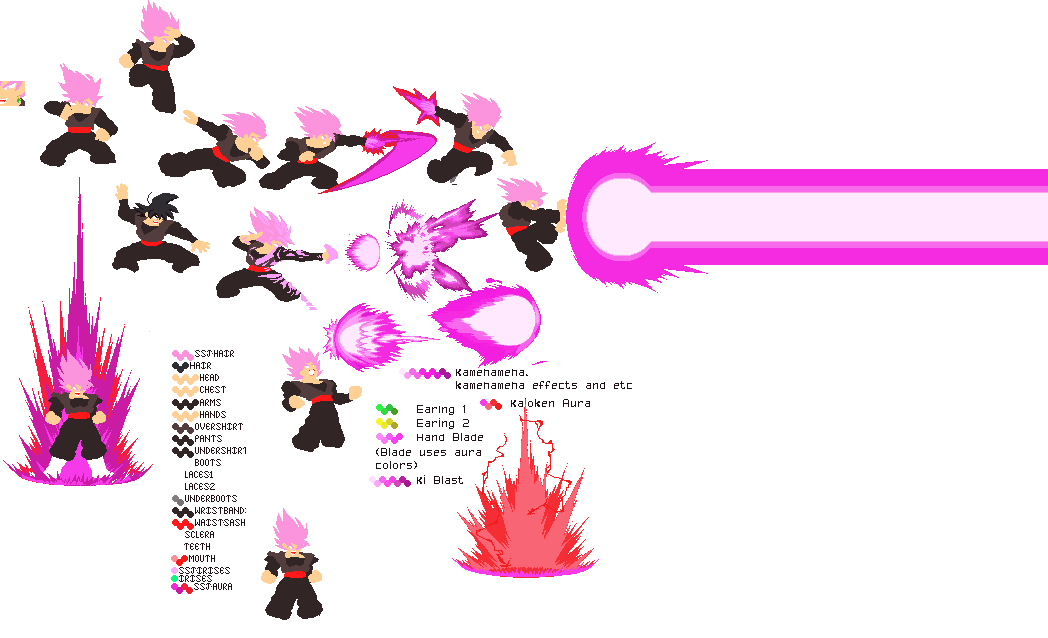 SSJHAIR
HAIR
HEAD
CHEST
ARMS
HANDS
OVERSHIRT
PANTS
UNDERSHIRT
BOOTS
LACES1
LACES2
UNDERBOOTS
WRISTBAND:
WAISTSASH
SCLERA
TEETH
MOUTH
SSJIRISES
IRISES
SSJAURA
Kamehameha.
kamehameha effects and etc
Kaioken Aura
Earing 1
Earing 2
Hand Blade
(Blade uses aura
colors)
Ki Blast